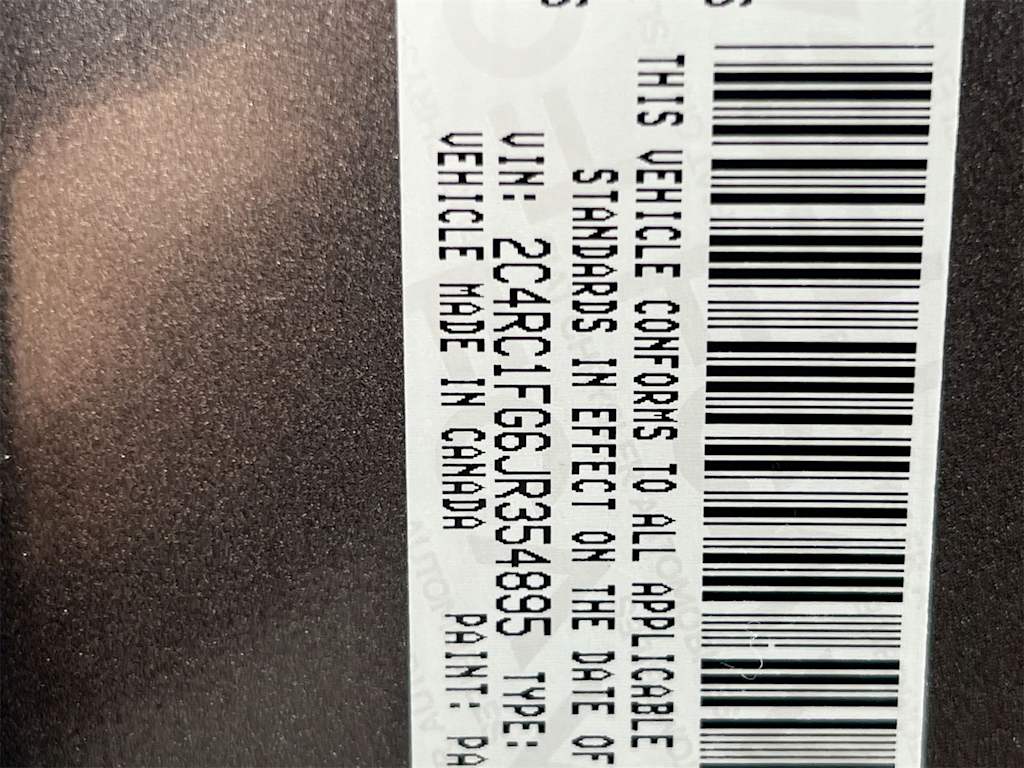 THIS VEHICLE CONFORMS TO ALL APPLICABLE
STANDARDS IN EFFECT ON THE DATE OF
VIN: 2C4RC1FG6JR354895 TYPE:
VEHICLE MADE IN CANADA PAINT: PA